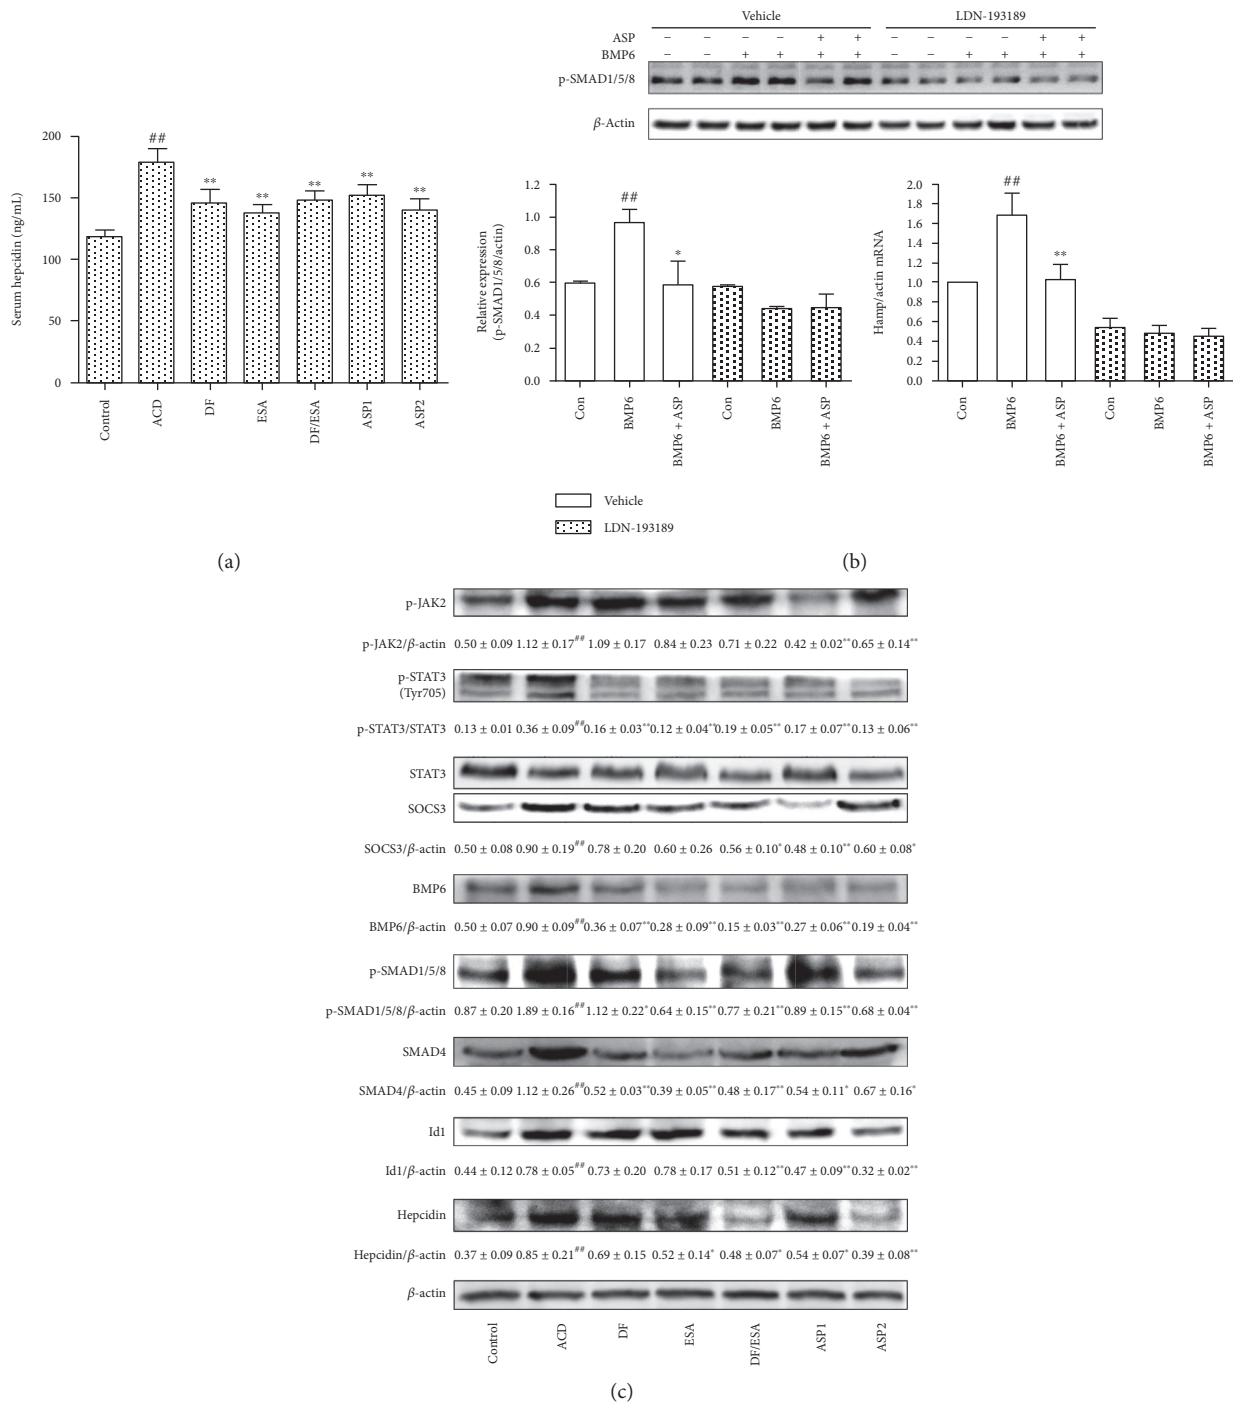 Vehicle LDN-193189
ASP − − − − + + − − − − + +
BMP6 − − + + + + − − + + + +
p-SMAD1/5/8
β-Actin
Serum hepcidin (ng/mL)
200
150
100
50
0
##
**
**
**
**
**
Control
ACD
DF
ESA
DF/ESA
ASP1
ASP2
(a)
Relative expression
(p-SMAD1/5/8/actin)
1.2
1.0
0.8
0.6
0.4
0.2
0.0
##
*
Con
BMP6
BMP6 + ASP
Con
BMP6
BMP6 + ASP
Hamp/actin mRNA
2.0
1.8
1.6
1.4
1.2
1.0
0.8
0.6
0.4
0.2
0.0
##
**
Con
BMP6
BMP6 + ASP
Con
BMP6
BMP6 + ASP
Vehicle
LDN-193189
(b)
p-JAK2
p-JAK2/β-actin 0.50 ± 0.09 1.12 ± 0.17## 1.09 ± 0.17 0.84 ± 0.23 0.71 ± 0.22 0.42 ± 0.02** 0.65 ± 0.14**
p-STAT3
(Tyr705)
p-STAT3/STAT3 0.13 ± 0.01 0.36 ± 0.09## 0.16 ± 0.03** 0.12 ± 0.04** 0.19 ± 0.05** 0.17 ± 0.07** 0.13 ± 0.06**
STAT3
SOCS3
SOCS3/β-actin 0.50 ± 0.08 0.90 ± 0.19## 0.78 ± 0.20 0.60 ± 0.26 0.56 ± 0.10* 0.48 ± 0.10** 0.60 ± 0.08*
BMP6
BMP6/β-actin 0.50 ± 0.07 0.90 ± 0.09## 0.36 ± 0.07** 0.28 ± 0.09** 0.15 ± 0.03** 0.27 ± 0.06** 0.19 ± 0.04**
p-SMAD1/5/8
p-SMAD1/5/8/β-actin 0.87 ± 0.20 1.89 ± 0.16## 1.12 ± 0.22* 0.64 ± 0.15** 0.77 ± 0.21** 0.89 ± 0.15** 0.68 ± 0.04**
SMAD4
SMAD4/β-actin 0.45 ± 0.09 1.12 ± 0.26## 0.52 ± 0.03** 0.39 ± 0.05** 0.48 ± 0.17** 0.54 ± 0.11* 0.67 ± 0.16*
Id1
Id1/β-actin 0.44 ± 0.12 0.78 ± 0.05## 0.73 ± 0.20 0.78 ± 0.17 0.51 ± 0.12** 0.47 ± 0.09** 0.32 ± 0.02**
Hepcidin
Hepcidin/β-actin 0.37 ± 0.09 0.85 ± 0.21## 0.69 ± 0.15 0.52 ± 0.14* 0.48 ± 0.07* 0.54 ± 0.07* 0.39 ± 0.08**
β-actin
Control
ACD
DF
ESA
DF/ESA
ASP1
ASP2
(c)